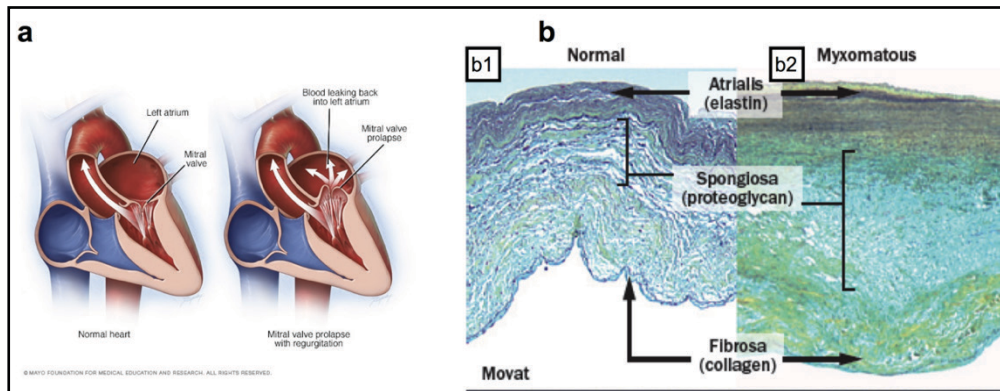 a
Left atrium
Mitral
valve
Normal heart
Blood leaking back
into left atrium
Mitral valve
prolapse
Mitral valve prolapse
with regurgitation
© MAYO FOUNDATION FOR MEDICAL EDUCATION AND RESEARCH. ALL RIGHTS RESERVED.
b
b1
Normal
b2
Myxomatous
Atrialis
(elastin)
Spongiosa
(proteoglycan)
Fibrosa
(collagen)
Movat